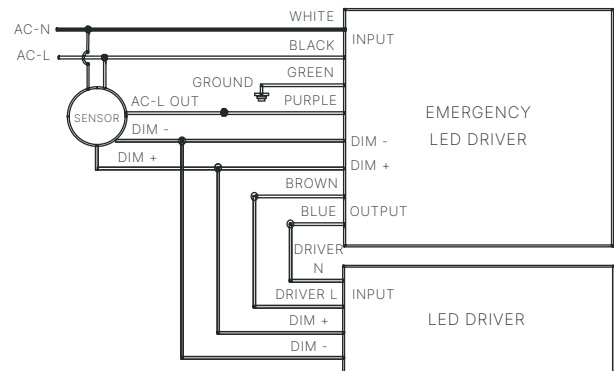 WHITE
AC-N
INPUT
BLACK
AC-L
GREEN
GROUND
AC-L OUT
PURPLE
SENSOR
EMERGENCY
LED DRIVER
DIM -
DIM -
DIM +
DIM +
BROWN
BLUE
OUTPUT
DRIVER
N
DRIVER L
INPUT
DIM +
LED DRIVER
DIM -